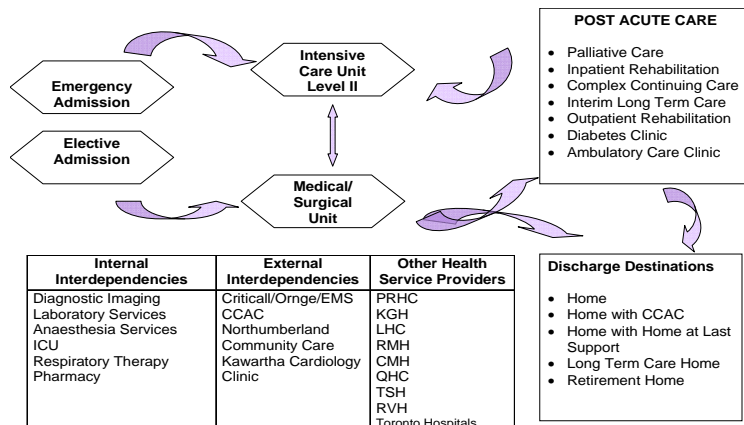 Emergency
Admission
Elective
Admission
Intensive
Care Unit
Level II
Medical/
Surgical
Unit
POST ACUTE CARE
• Palliative Care
• Inpatient Rehabilitation
• Complex Continuing Care
• Interim Long Term Care
• Outpatient Rehabilitation
• Diabetes Clinic
• Ambulatory Care Clinic
Internal
Interdependencies
Diagnostic Imaging
Laboratory Services
Anaesthesia Services
ICU
Respiratory Therapy
Pharmacy
External
Interdependencies
Criticall/Ornge/EMS
CCAC
Northumberland
Community Care
Kawartha Cardiology
Clinic
Other Health
Service Providers
PRHC
KGH
LHC
RMH
CMH
QHC
TSH
RVH
Toronto Hospitals
Discharge Destinations
• Home
• Home with CCAC
• Home with Home at Last
Support
• Long Term Care Home
• Retirement Home